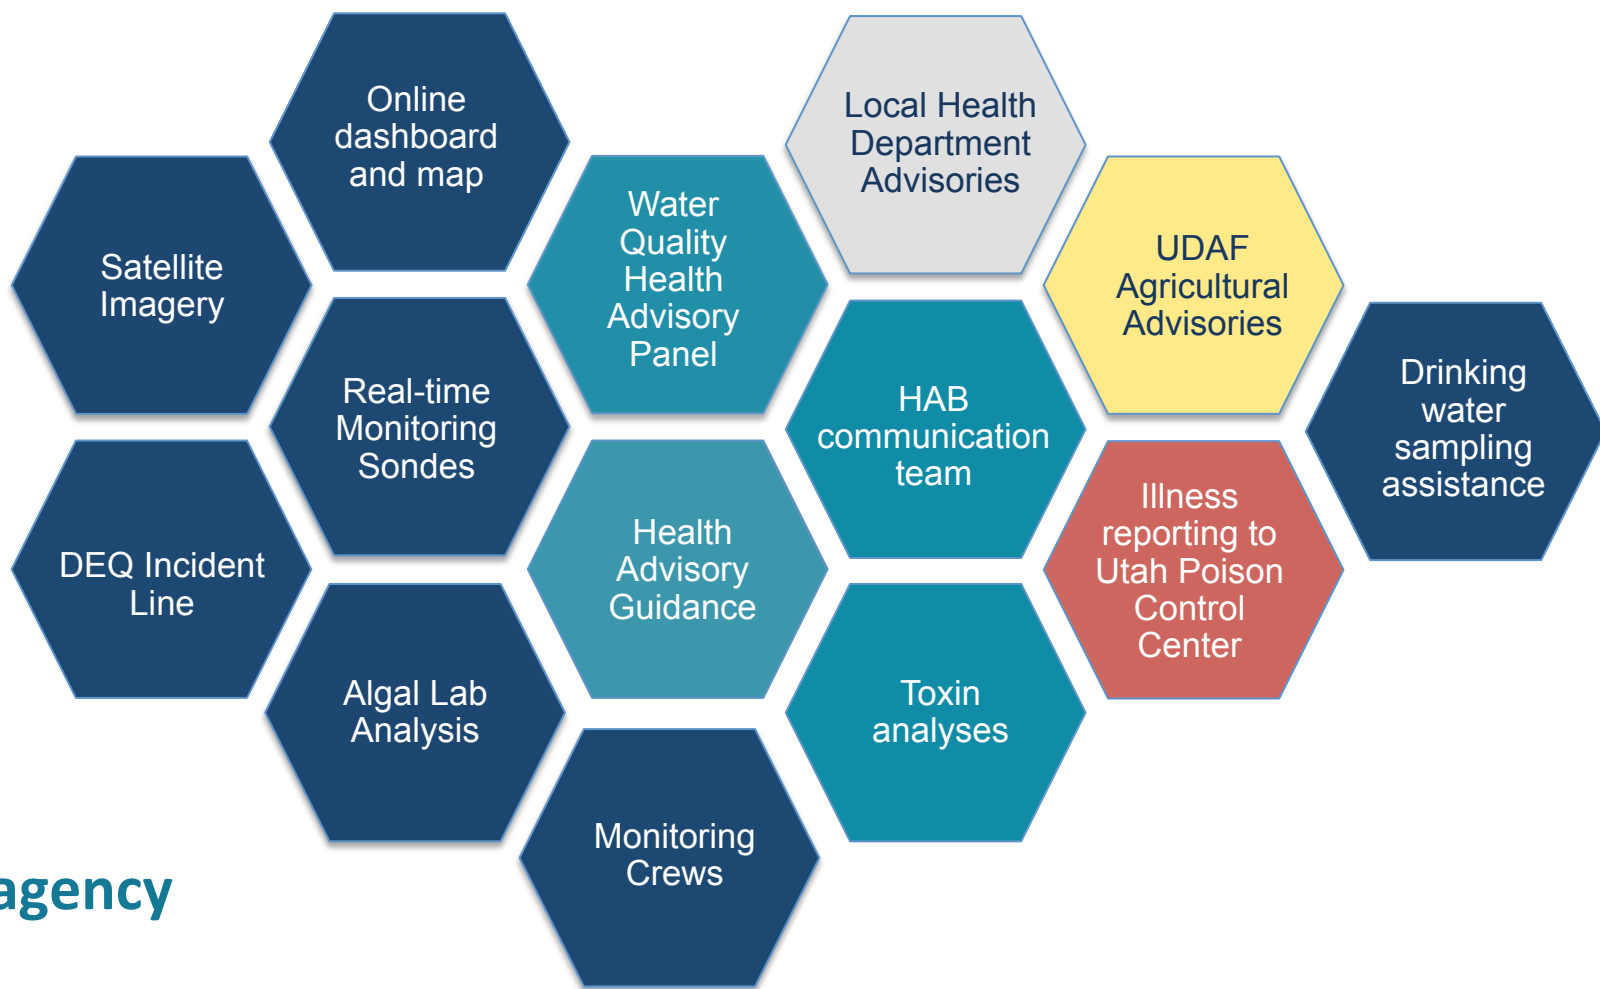 Online
dashboard
and map
Local Health
Department
Advisories
Satellite
Imagery
Water
Quality
Health
Advisory
Panel
UDAF
Agricultural
Advisories
Real-time
Monitoring
Sondes
HAB
communication
team
Drinking
water
sampling
assistance
DEQ Incident
Line
Health
Advisory
Guidance
Illness
reporting to
Utah Poison
Control
Center
Algal Lab
Analysis
Toxin
analyses
Monitoring
Crews
agency